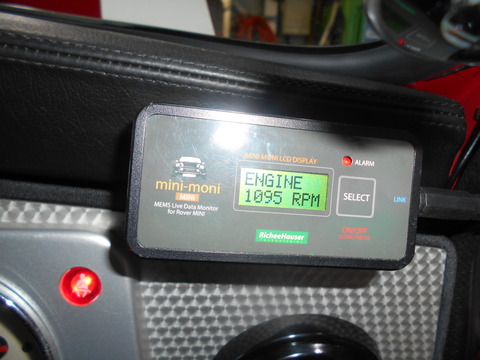 MINI MONI LCD DISPLAY
ALARM
mini-moni
MINI
MEMS Live Data Monitor
for Rover MINI
ENGINE
1095 RPM
SELECT
LINK
RicheeHauser